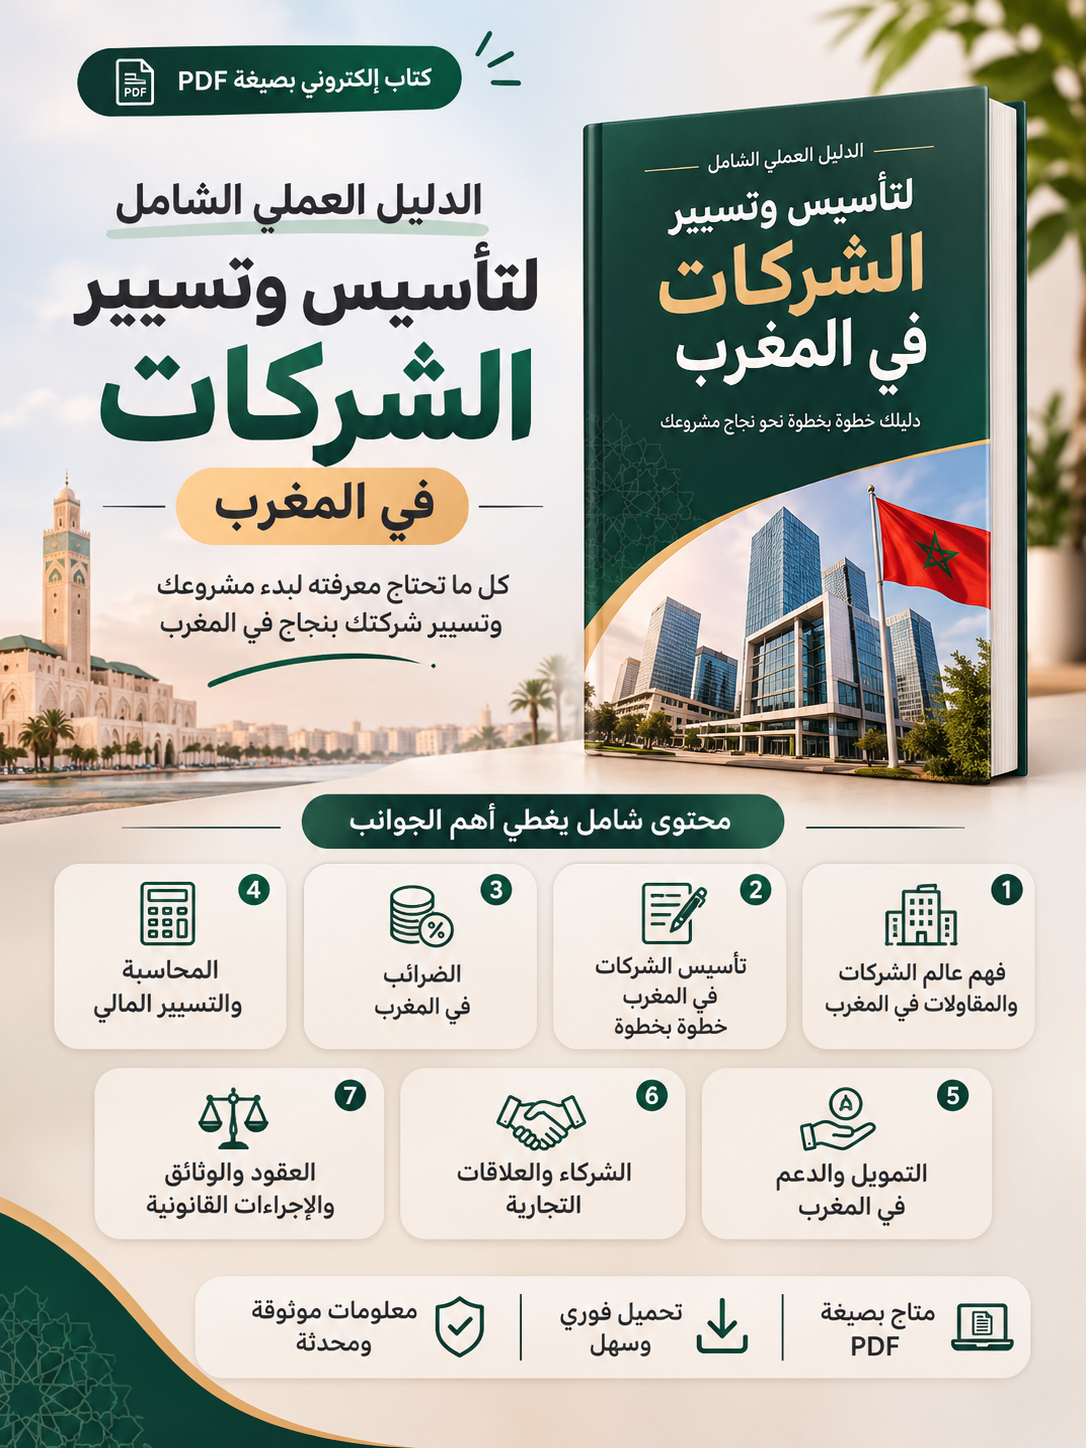 كتاب إلكتروني بصيغة PDF
PDF
الدليل العملي الشامل
لتأسيس وتسيير
الشركات
في المغرب
كل ما تحتاج معرفته لبدء مشروعك
وتسيير شركتك بنجاح في المغرب
الدليل العملي الشامل
لتأسيس وتسيير
الشركات
في المغرب
دليلك خطوة بخطوة نحو نجاح مشروعك
محتوى شامل يغطي أهم الجوانب
1
فهم عالم الشركات
والمقاولات في المغرب
2
تأسيس الشركات
في المغرب
خطوة بخطوة
3
%
الضرائب
في المغرب
4
المحاسبة
والتسيير المالي
5
التمويل والدعم
في المغرب
6
الشركاء والعلاقات
التجارية
7
العقود والوثائق
والإجراءات القانونية
متاح بصيغة
PDF
تحميل فوري
وسهل
معلومات موثوقة
ومحدثة